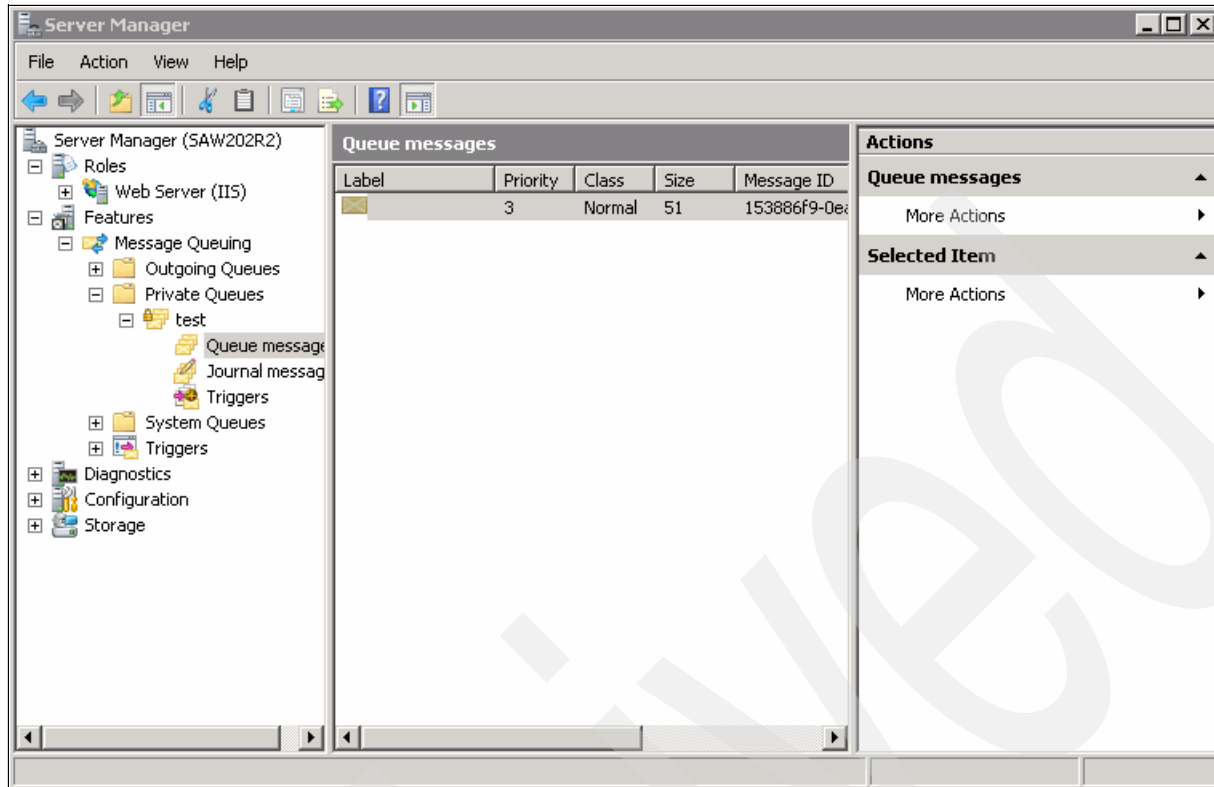 Server Manager
File Action View Help
Server Manager (SAW202R2)
Roles
Web Server (IIS)
Features
Message Queuing
Outgoing Queues
Private Queues
test
Queue message
Journal messag
Triggers
System Queues
Triggers
Diagnostics
Configuration
Storage
Queue messages
Label Priority Class Size Message ID
3 Normal 51 153886f9-0ea
Actions
Queue messages
More Actions
Selected Item
More Actions